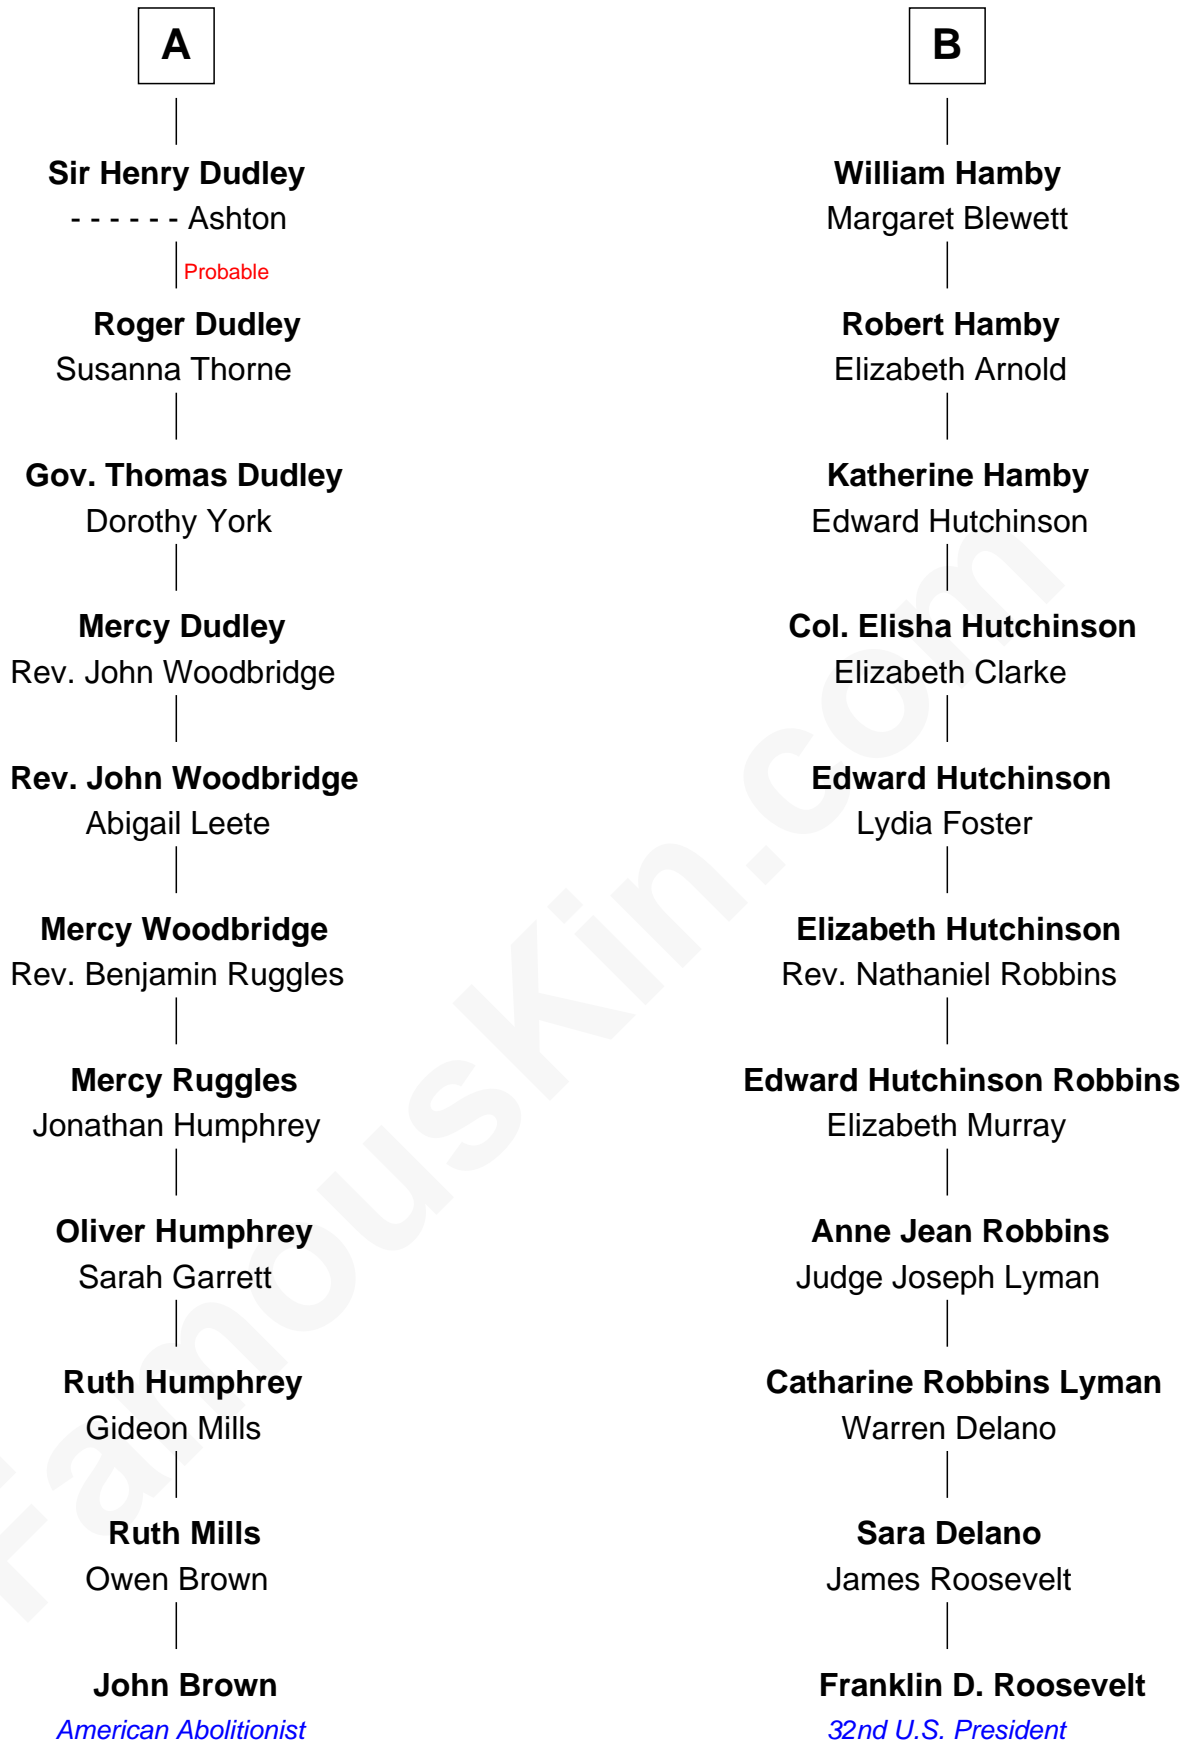 A
Sir Henry Dudley
- - - - - - Ashton
Probable
Roger Dudley
Susanna Thorne
Gov. Thomas Dudley
Dorothy York
Mercy Dudley
Rev. John Woodbridge
Rev. John Woodbridge
Abigail Leete
Mercy Woodbridge
Rev. Benjamin Ruggles
Mercy Ruggles
Jonathan Humphrey
Oliver Humphrey
Sarah Garrett
Ruth Humphrey
Gideon Mills
Ruth Mills
Owen Brown
John Brown
American Abolitionist
B
William Hamby
Margaret Blewett
Robert Hamby
Elizabeth Arnold
Katherine Hamby
Edward Hutchinson
Col. Elisha Hutchinson
Elizabeth Clarke
Edward Hutchinson
Lydia Foster
Elizabeth Hutchinson
Rev. Nathaniel Robbins
Edward Hutchinson Robbins
Elizabeth Murray
Anne Jean Robbins
Judge Joseph Lyman
Catharine Robbins Lyman
Warren Delano
Sara Delano
James Roosevelt
Franklin D. Roosevelt
32nd U.S. President
FamousKin.com